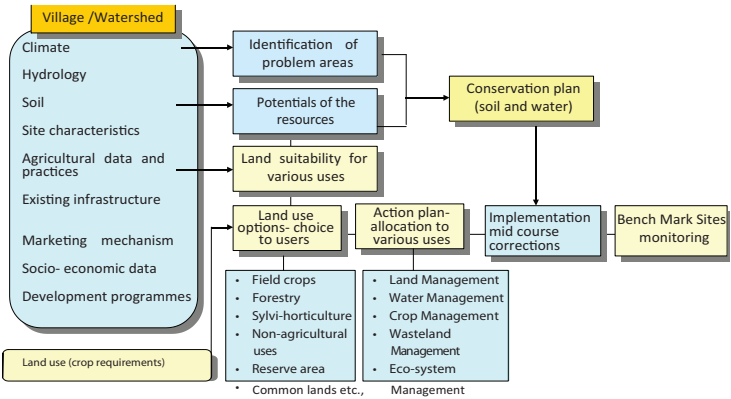 Village /Watershed
Climate
Hydrology
Soil
Site characteristics
Agricultural data and
practices
Existing infrastructure
Marketing mechanism
Socio- economic data
Development programmes
Land use (crop requirements)
Identification of
problem areas
Potentials of the
resources
Land suitability for
various uses
Land use
options- choice
to users
Action plan-
allocation to
various uses
Conservation plan
(soil and water)
Implementation
mid course
corrections
Bench Mark Sites
monitoring
• Field crops
• Forestry
• Sylvi-horticulture
• Non-agricultural
uses
• Reserve area
• Common lands etc.,
• Land Management
• Water Management
• Crop Management
• Wasteland
Management
• Eco-system
Management